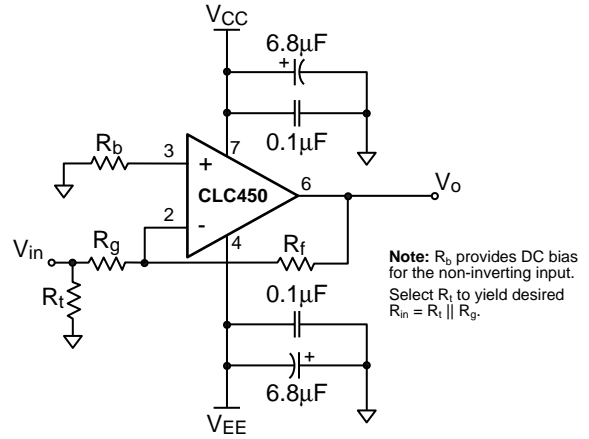 VCC
6.8µF
+
0.1µF
Rb
3
+
7
CLC450
6
Vo
2
-
4
Vin
Rg
Rf
Rt
Note: Rb provides DC bias
for the non-inverting input.
Select Rt to yield desired
Rin = Rt || Rg.
0.1µF
+
6.8µF
VEE